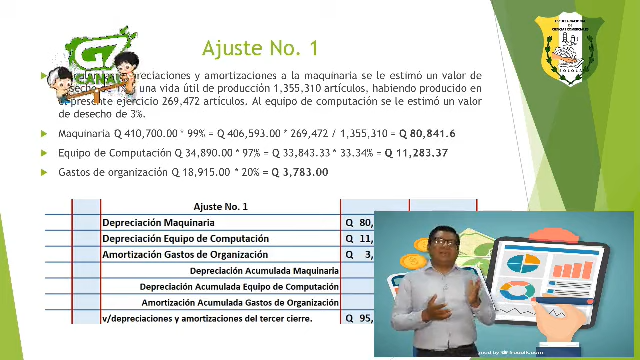 Ajuste No. 1
depreciaciones y amortizaciones a la maquinaria se le estimó un valor de
desecho de una vida útil de producción 1,355,310 artículos, habiendo producido en
el presente ejercicio 269,472 artículos. Al equipo de computación se le estimó un valor
de desecho de 3%.
Maquinaria Q 410,700.00 * 99% = Q 406,593.00 * 269,472 / 1,355,310 = Q 80,841.6
Equipo de Computación Q 34,890.00 * 97% = Q 33,843.33 * 33.34% = Q 11,283.37
Gastos de organización Q 18,915.00 * 20% = Q 3,783.00
Ajuste No. 1
Depreciación Maquinaria Q 80,
Depreciación Equipo de Computación Q 11,
Amortización Gastos de Organización Q 3,
Depreciación Acumulada Maquinaria
Depreciación Acumulada Equipo de Computación
Amortización Acumulada Gastos de Organización
v/depreciaciones y amortizaciones del tercer cierre. Q 95,